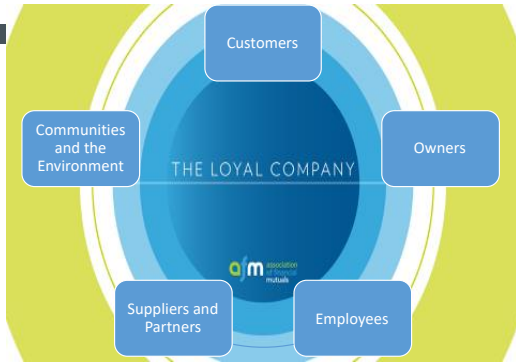 Customers
Communities
and the
Environment
Owners
THE LOYAL COMPANY
afm association
of financial
mutuals
Suppliers and
Partners
Employees